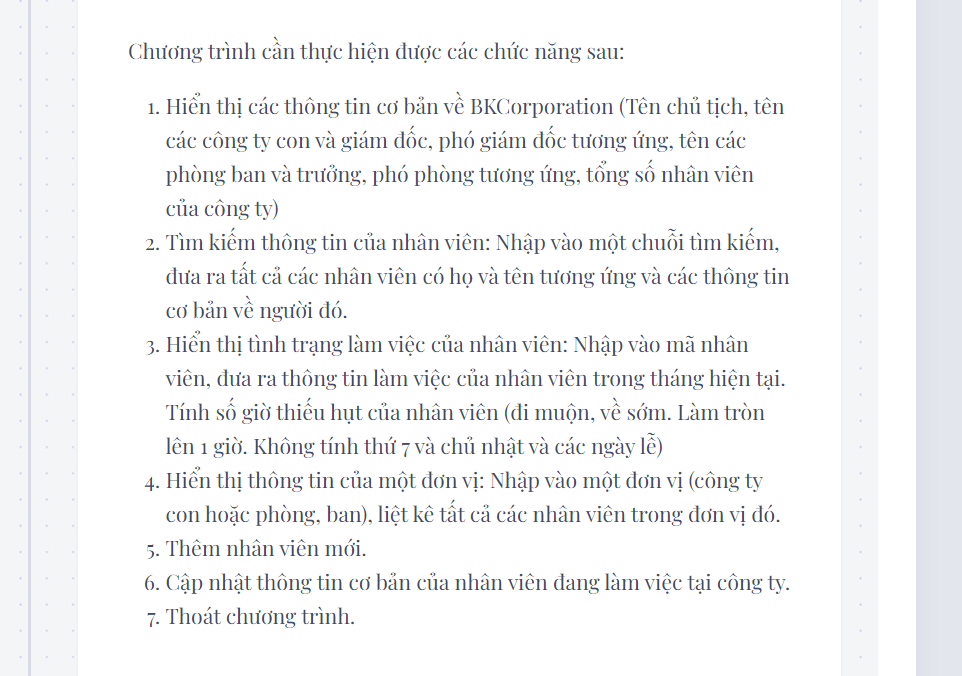 Chương trình cần thực hiện được các chức năng sau:
1. Hiển thị các thông tin cơ bản về BKCorporation (Tên chủ tịch, tên
các công ty con và giám đốc, phó giám đốc tương ứng, tên các
phòng ban và trưởng, phó phòng tương ứng, tổng số nhân viên
của công ty)
2. Tìm kiếm thông tin của nhân viên: Nhập vào một chuỗi tìm kiếm,
đưa ra tất cả các nhân viên có họ và tên tương ứng và các thông tin
cơ bản về người đó.
3. Hiển thị tình trạng làm việc của nhân viên: Nhập vào mã nhân
viên, đưa ra thông tin làm việc của nhân viên trong tháng hiện tại.
Tính số giờ thiếu hụt của nhân viên (đi muộn, về sớm. Làm tròn
lên 1 giờ. Không tính thứ 7 và chủ nhật và các ngày lễ)
4. Hiển thị thông tin của một đơn vị: Nhập vào một đơn vị (công ty
con hoặc phòng, ban), liệt kê tất cả các nhân viên trong đơn vị đó.
5. Thêm nhân viên mới.
6. Cập nhật thông tin cơ bản của nhân viên đang làm việc tại công ty.
7. Thoát chương trình.